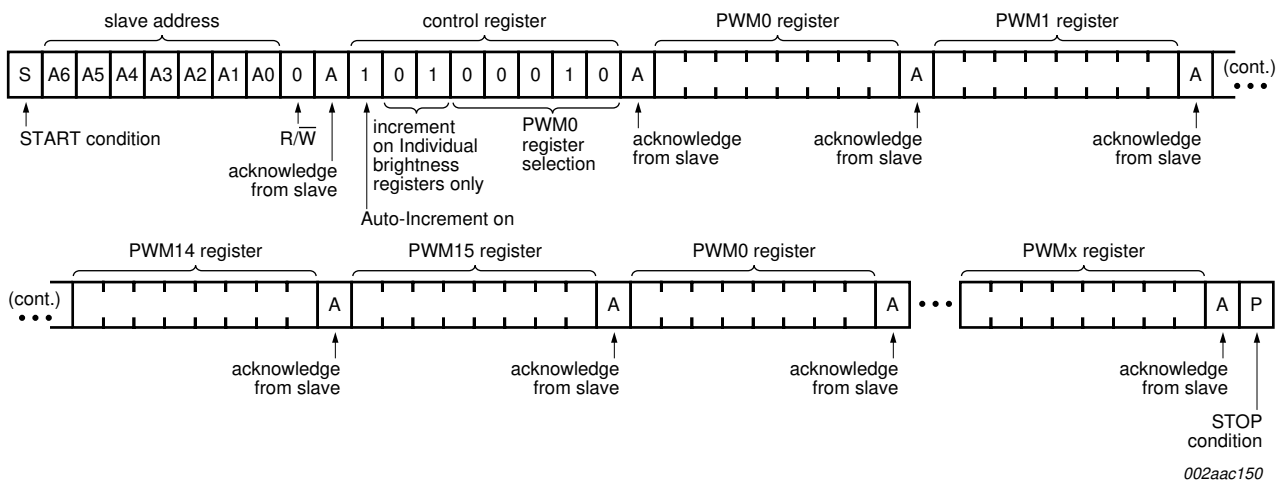 slave address control register PWM0 register PWM1 register
S A6 A5 A4 A3 A2 A1 A0 0 A 1 0 1 0 0 0 1 0 A A A (cont.)
START condition R/W̅ increment on Individual brightness registers only PWM0 register selection acknowledge from slave acknowledge from slave acknowledge from slave
acknowledge from slave
Auto-Increment on
PWM14 register PWM15 register PWM0 register PWMx register
(cont.) A A A A P
acknowledge from slave acknowledge from slave acknowledge from slave acknowledge from slave
STOP condition
002aac150